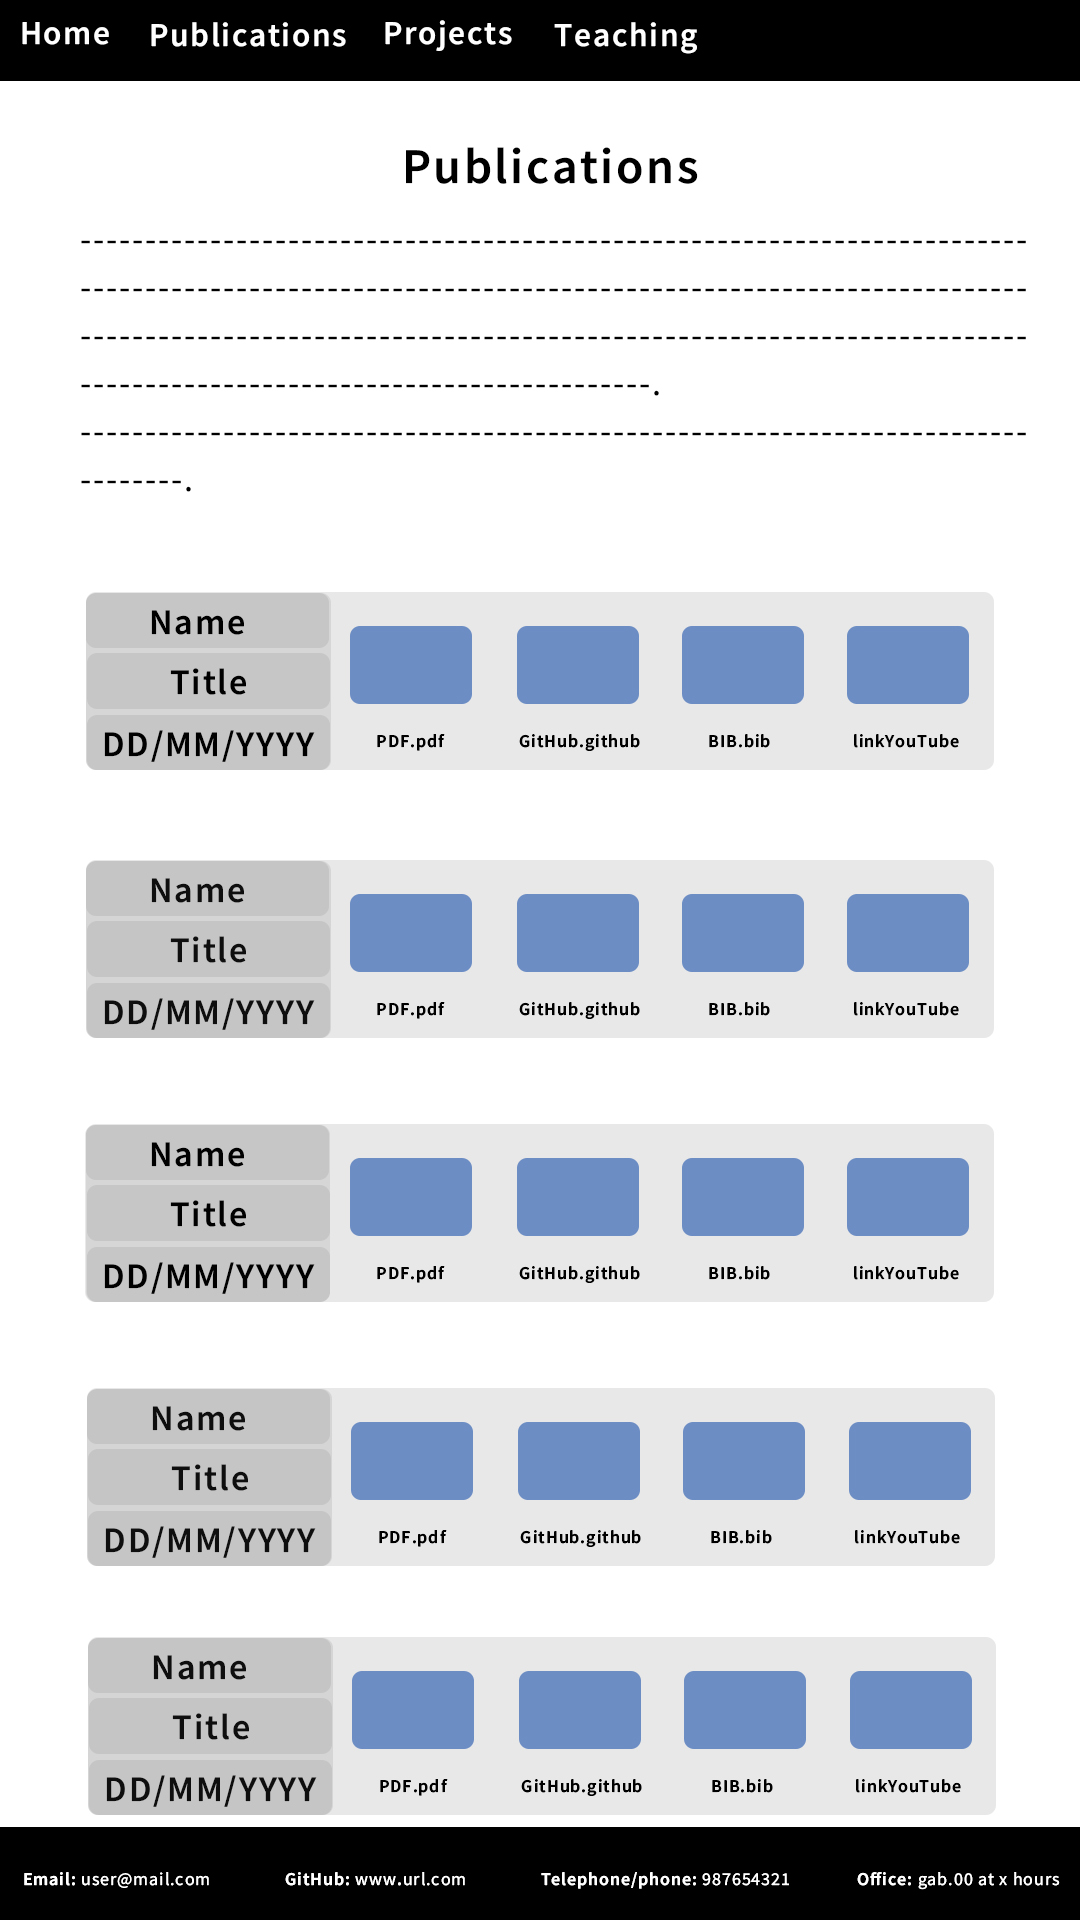 Home Publications Projects Teaching
Publications
-------------------------------------------------------------------------
-------------------------------------------------------------------------
-------------------------------------------------------------------------
--------------------------------------------.
-------------------------------------------------------------------------
--------.
Name
Title
DD/MM/YYYY
PDF.pdf GitHub.github BIB.bib linkYouTube
Name
Title
DD/MM/YYYY
PDF.pdf GitHub.github BIB.bib linkYouTube
Name
Title
DD/MM/YYYY
PDF.pdf GitHub.github BIB.bib linkYouTube
Name
Title
DD/MM/YYYY
PDF.pdf GitHub.github BIB.bib linkYouTube
Name
Title
DD/MM/YYYY
PDF.pdf GitHub.github BIB.bib linkYouTube
Email: user@mail.com GitHub: www.url.com Telephone/phone: 987654321 Office: gab.00 at x hours